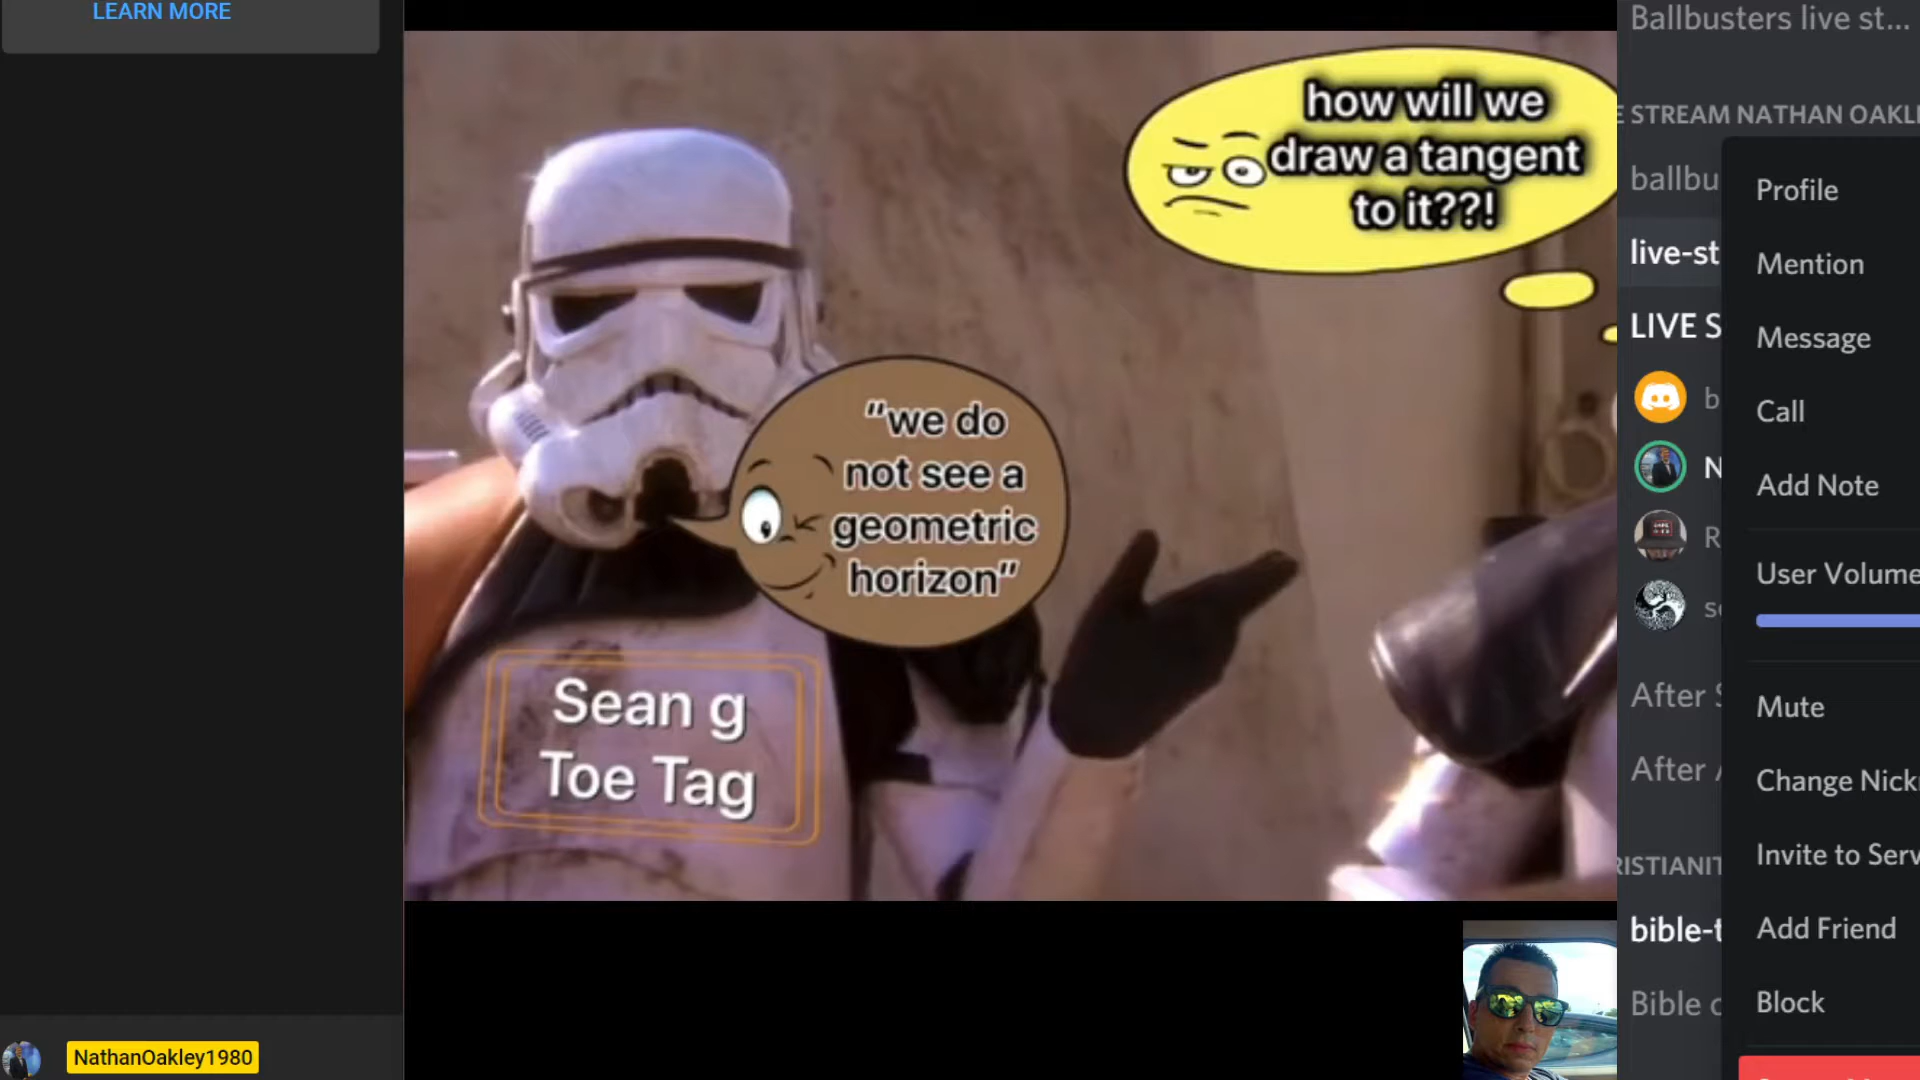 LEARN MORE
how will we
draw a tangent
to it??!
"we do
not see a
geometric
horizon"
Sean g
Toe Tag
NathanOakley1980
Ballbusters live st...
STREAM NATHAN OAKL
ballbu
live-st
LIVE S
b
N
R
After
After
bible-t
Bible
Profile
Mention
Message
Call
Add Note
User Volume
Mute
Change Nick
Invite to Serv
Add Friend
Block